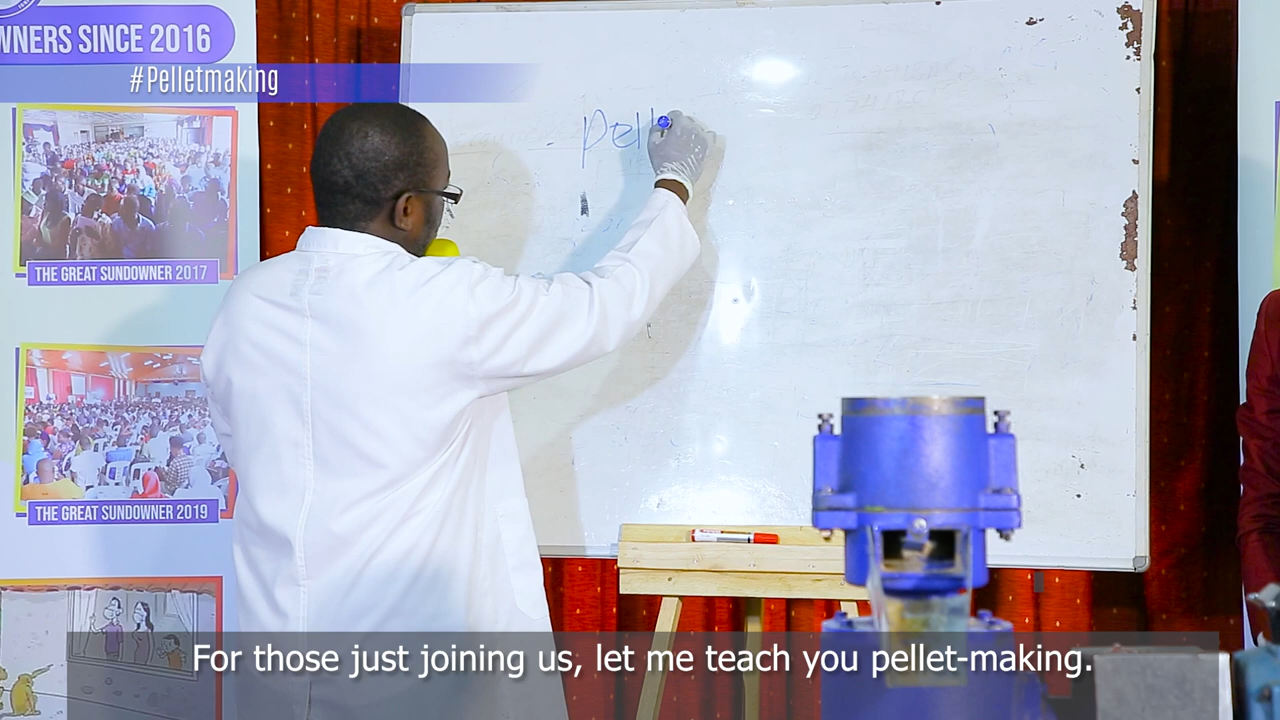 WNERS SINCE 2016
#Pelletmaking
Pell
THE GREAT SUNDOWNER 2017
THE GREAT SUNDOWNER 2019
For those just joining us, let me teach you pellet-making.